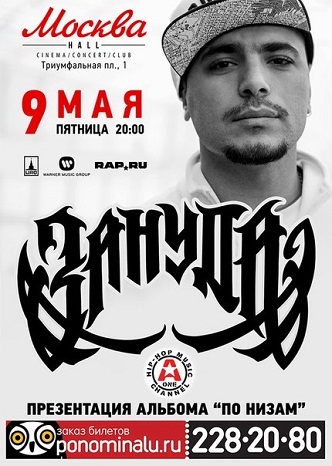 Москва
HALL
CINEMA/CONCERT/CLUB
Триумфальная пл., 1
9 МАЯ
ПЯТНИЦА 20:00
WARNER MUSIC GROUP
RAP.RU
ЗАНУДА
HIP-HOP MUSIC
A
ONE
CHANNEL
ПРЕЗЕНТАЦИЯ АЛЬБОМА “ПО НИЗАМ”
заказ билетов
ponominalu.ru
228·20·80